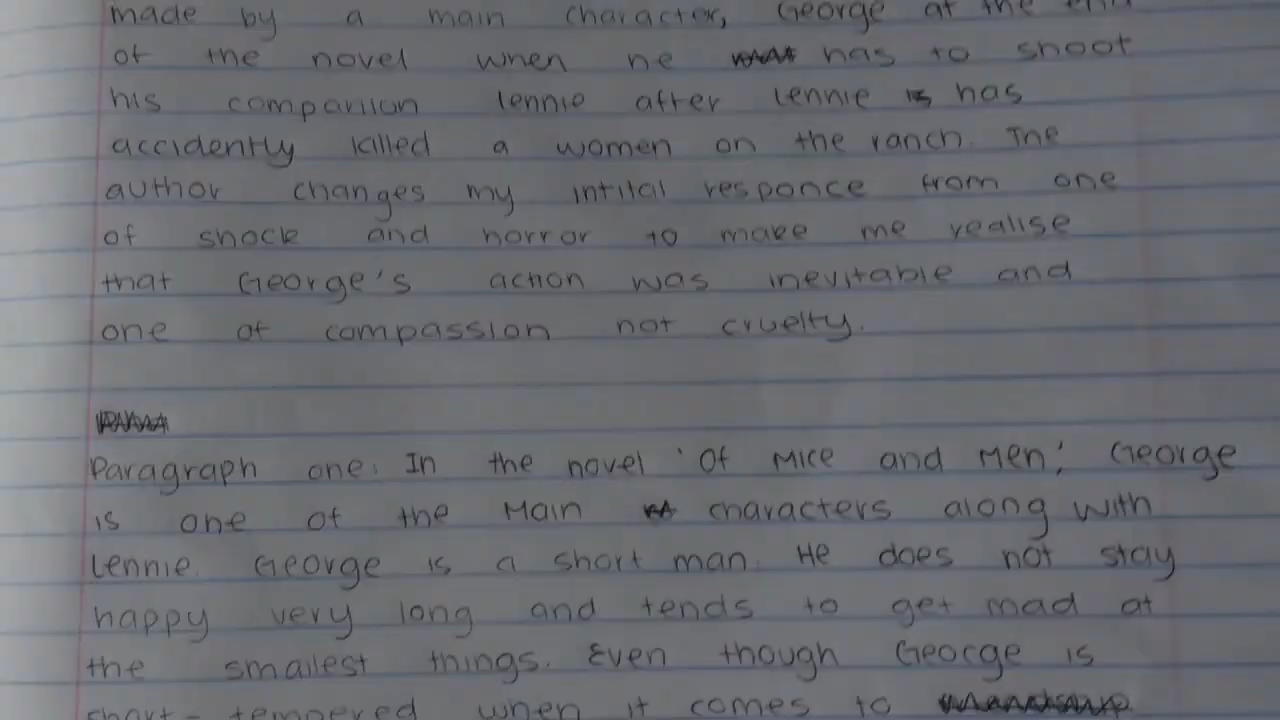 made by a main character, George at the end
of the novel when he has to shoot
his comparison lennie after lennie has
accidently killed a women on the ranch. The
author changes my intital responce from one
of shock and horror to make me realise
that George's action was inevitable and
one of compassion not cruelty.
Paragraph one. In the novel 'Of Mice and Men,' George
is one of the Main characters along with
Lennie. George is a short man. He does not stay
happy very long and tends to get mad at
the smallest things. Even though George is
short-tempered when it comes to